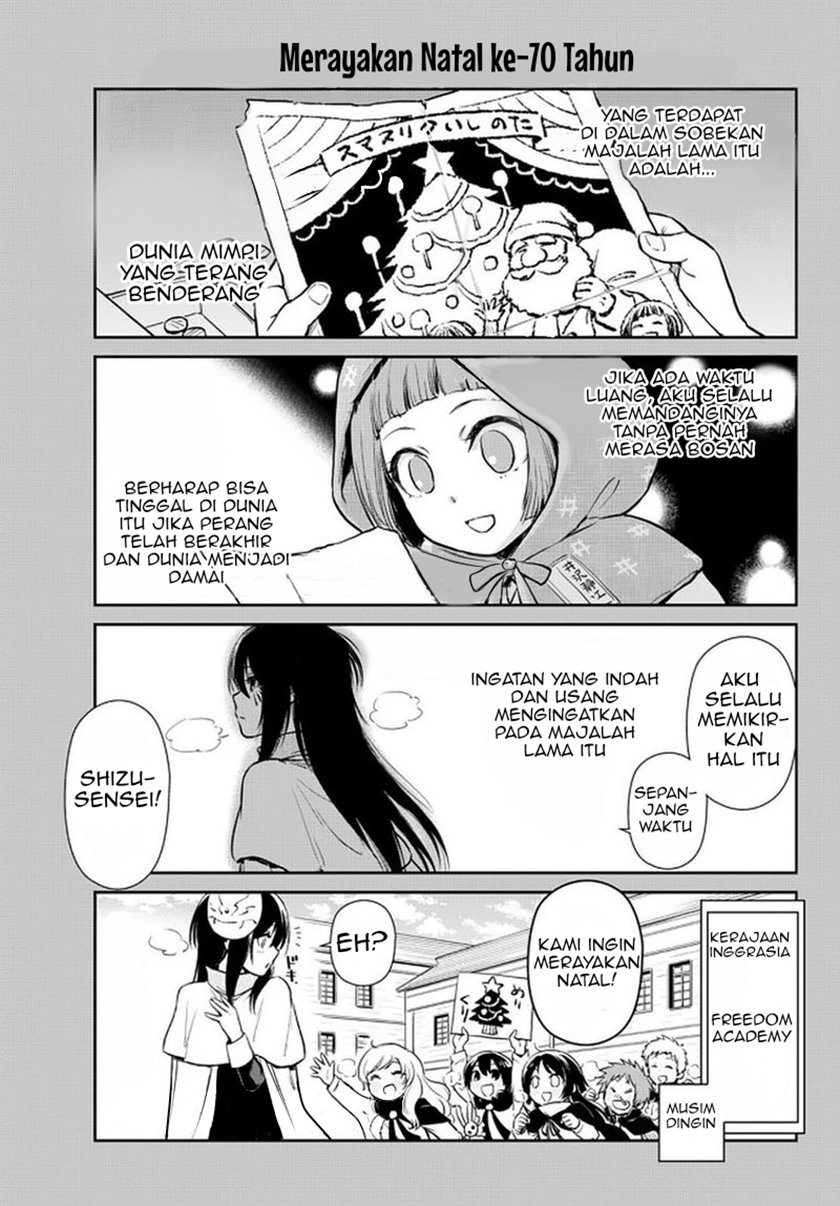 Merayakan Natal ke-70 Tahun
YANG TERDAPAT
DI DALAM SOBEKAN
MAJALAH LAMA ITU
ADALAH...
スマスリクいしのた
DUNIA MIMPI
YANG TERANG
BENDERANG
JIKA ADA WAKTU
LUANG, AKU SELALU
MEMANDANGINYA
TANPA PERNAH
MERASA BOSAN
BERHARAP BISA
TINGGAL DI DUNIA
ITU JIKA PERANG
TELAH BERAKHIR
DAN DUNIA MENJADI
DAMAI
AKU
SELALU
MEMIKIR-
KAN
HAL ITU
SEPAN-
JANG
WAKTU
INGATAN YANG INDAH
DAN USANG
MENGINGATKAN
PADA MAJALAH
LAMA ITU
SHIZU-
SENSEI!
KERAJAAN
INGGRASIA
FREEDOM
ACADEMY
MUSIM
DINGIN
KAMI INGIN
MERAYAKAN
NATAL!
EH?
ドキ